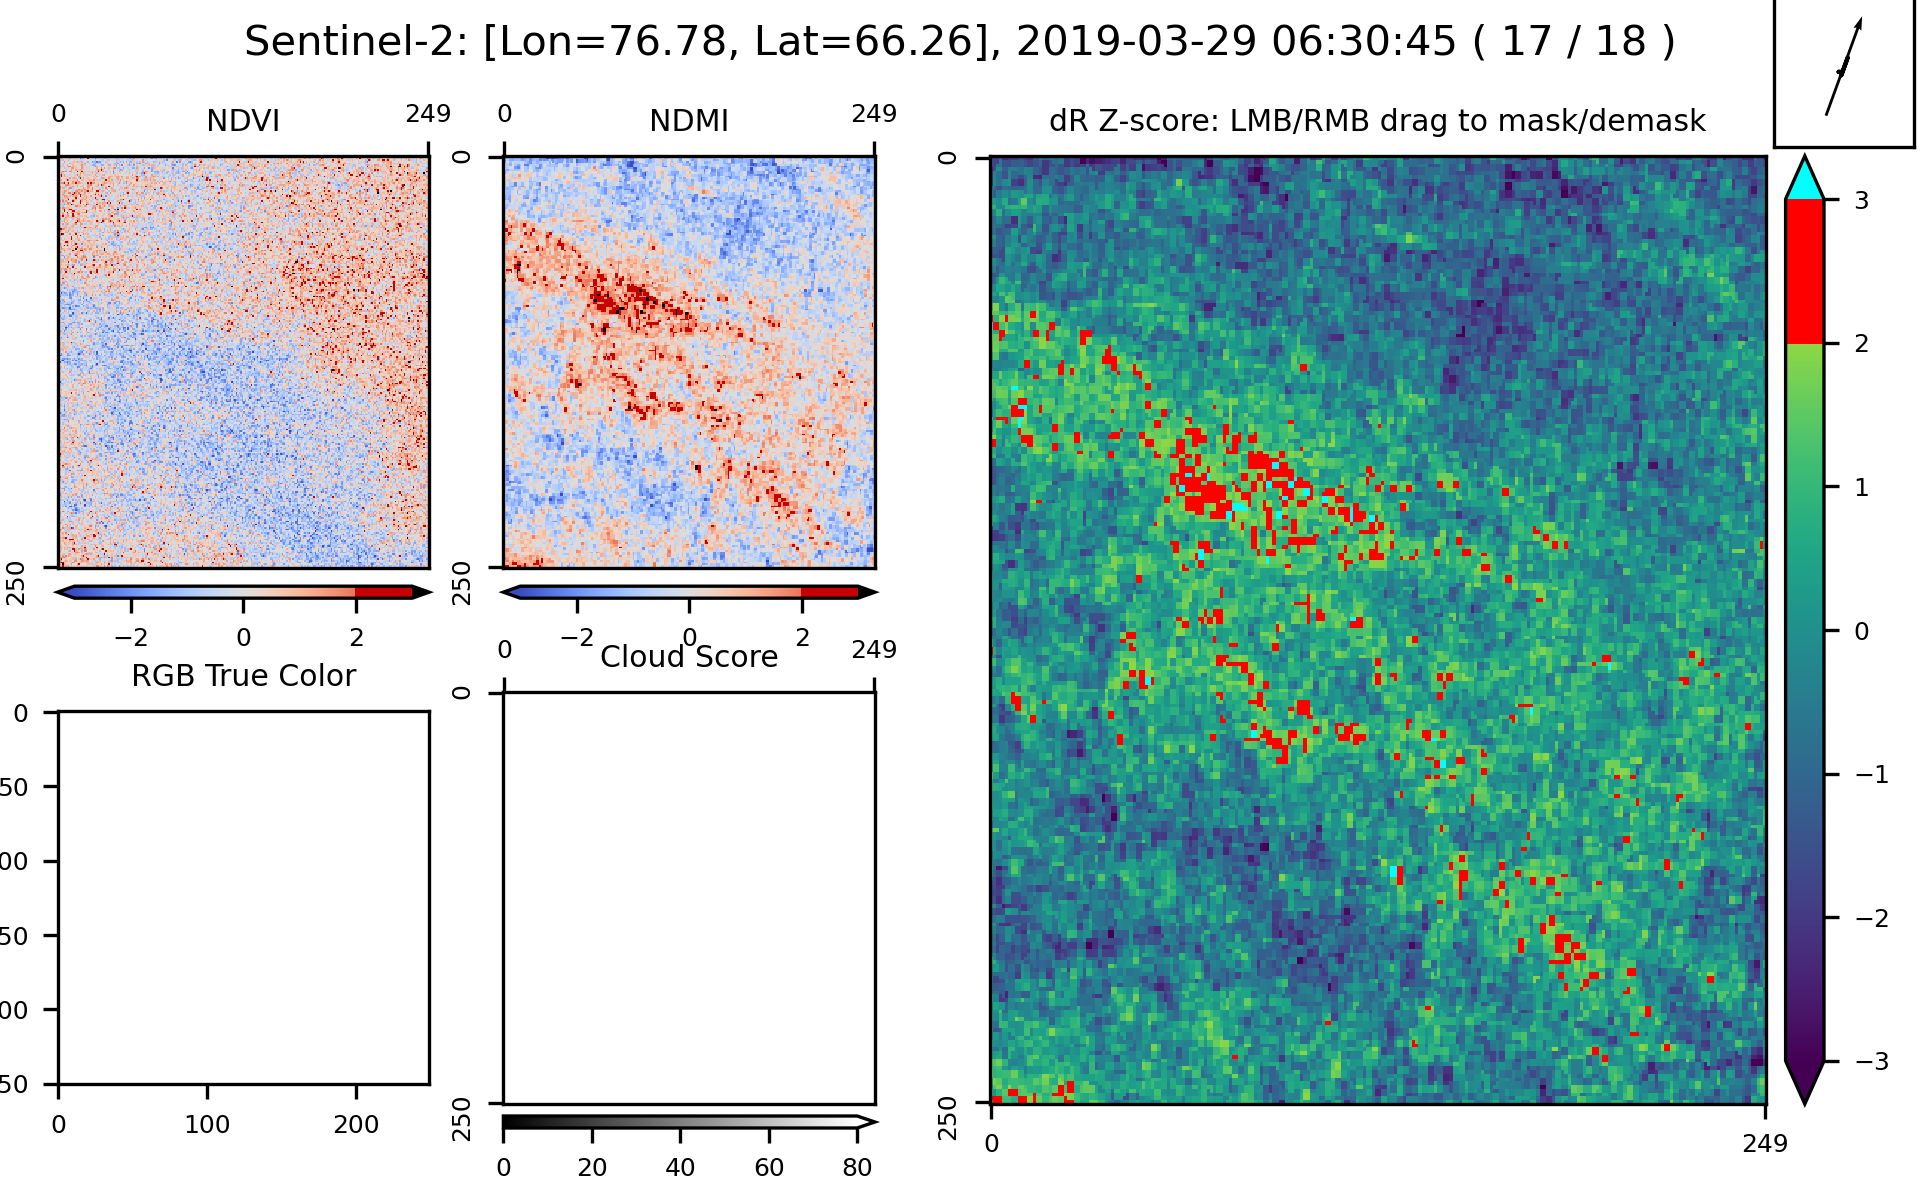 Sentinel-2: [Lon=76.78, Lat=66.26], 2019-03-29 06:30:45 ( 17 / 18 )
0 NDVI 249
0
250
−2 0 2
0 NDMI 249
0
250
−2 0 2
dR Z-score: LMB/RMB drag to mask/demask
0
250
0 249
3
2
1
0
−1
−2
−3
RGB True Color
0
50
00
50
00
50
0 100 200
0 Cloud Score 249
0
250
0 20 40 60 80